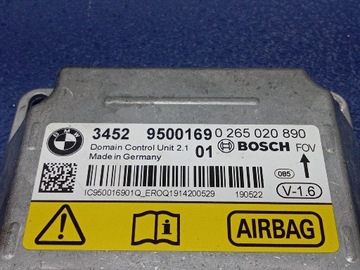 BMW
3452 9500169 0 265 020 890
Domain Control Unit 2.1 01 BOSCH FOV
Made in Germany
085
IC950016901Q_EROQ1914200529 190522 V-1.6
i AIRBAG